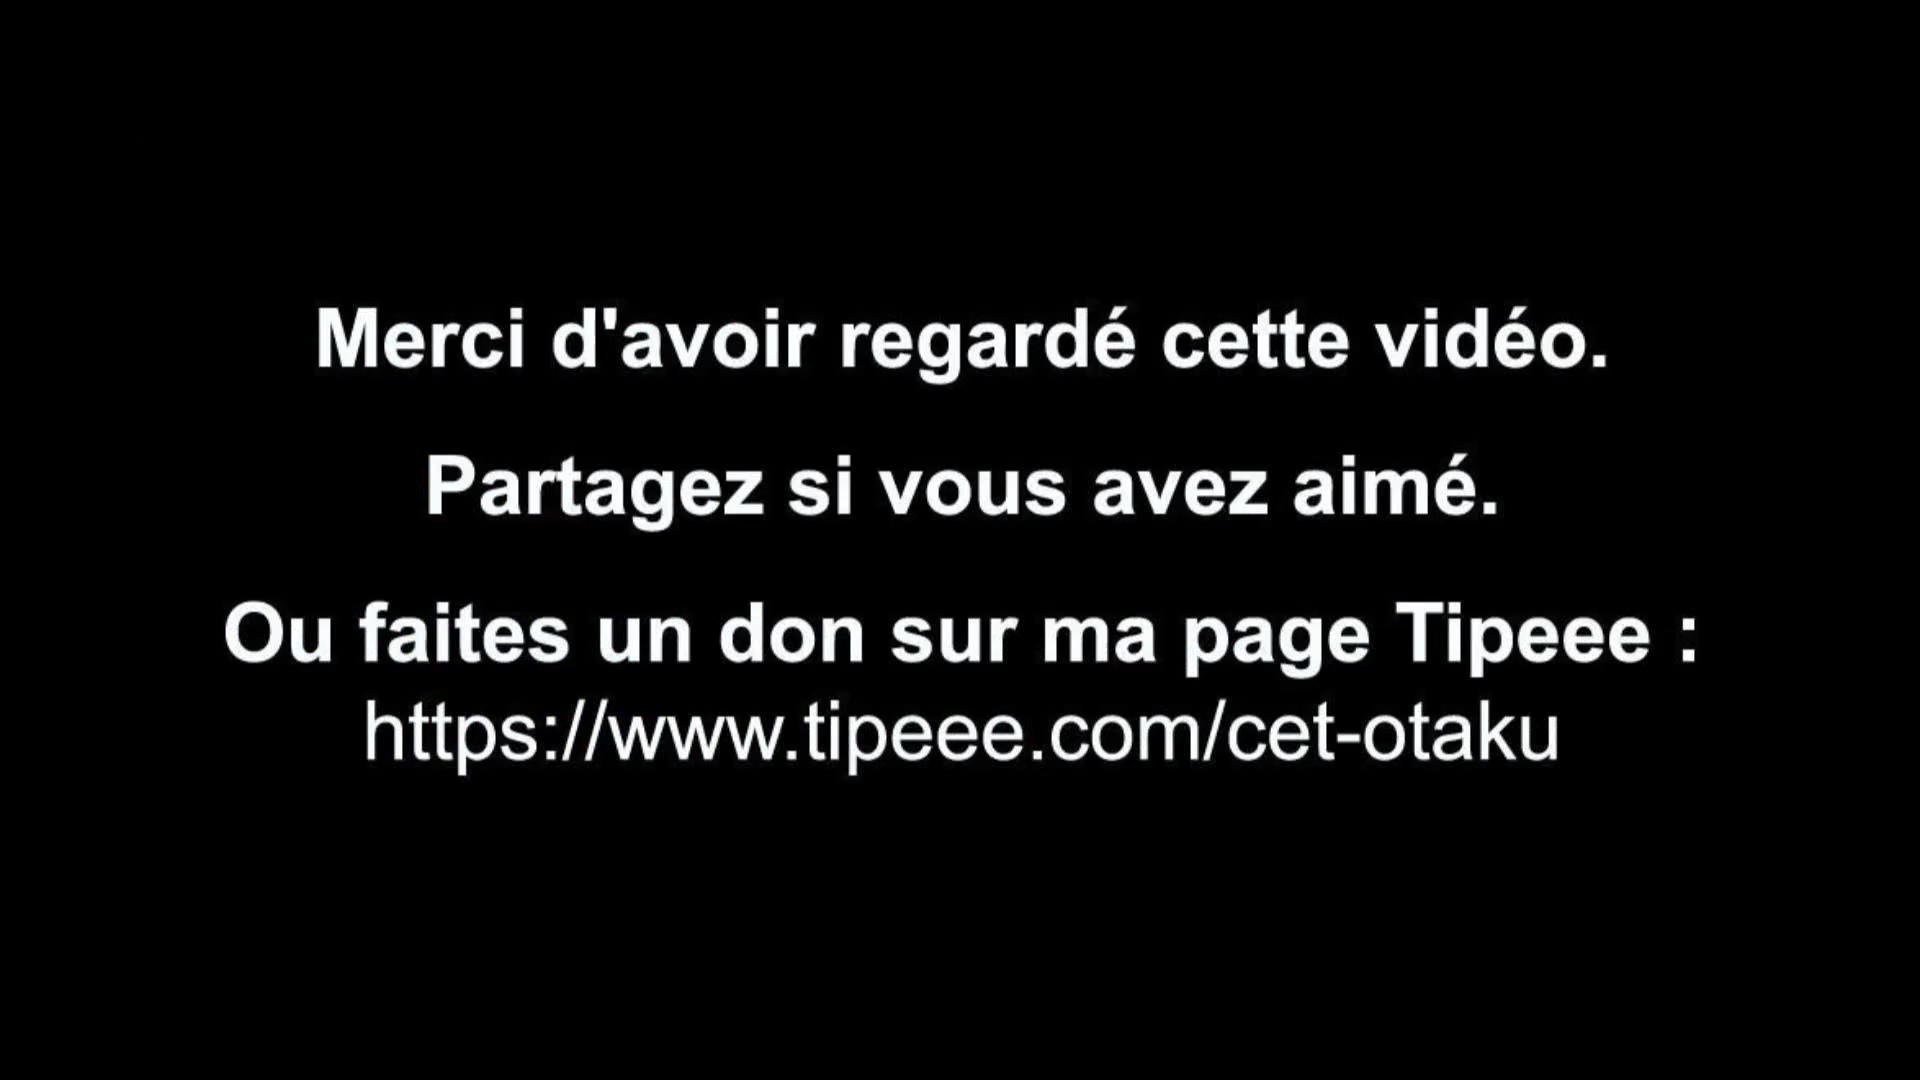 Merci d'avoir regardé cette vidéo.
Partagez si vous avez aimé.
Ou faites un don sur ma page Tipeee :
https://www.tipeee.com/cet-otaku